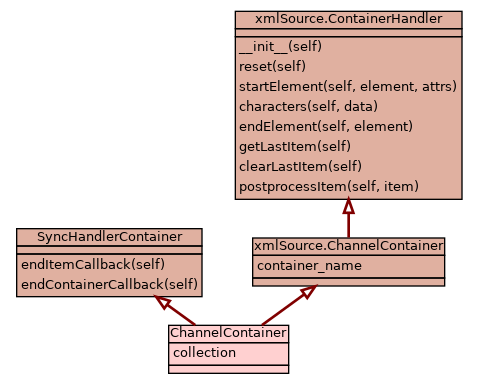 xmlSource.ContainerHandler
__init__(self)
reset(self)
startElement(self, element, attrs)
characters(self, data)
endElement(self, element)
getLastItem(self)
clearLastItem(self)
postprocessItem(self, item)
SyncHandlerContainer
endItemCallback(self)
endContainerCallback(self)
xmlSource.ChannelContainer
container_name
ChannelContainer
collection